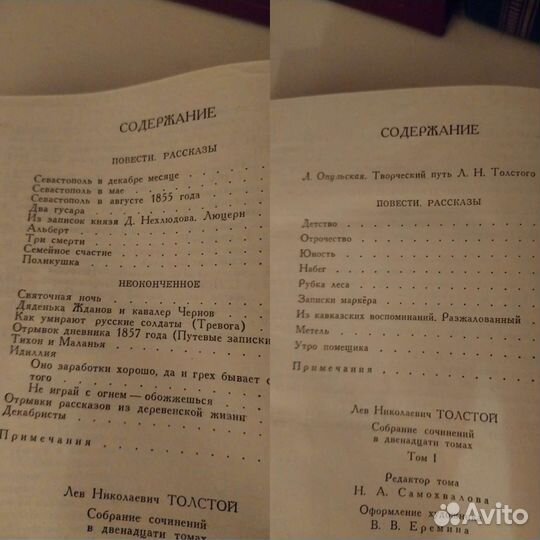 СОДЕРЖАНИЕ
ПОВЕСТИ. РАССКАЗЫ
Севастополь в декабре месяце
Севастополь в мае
Севастополь в августе 1855 года
Два гусара
Из записок князя Д. Нехлюдова. Люцерн
Альберт
Три смерти
Семейное счастие
Поликушка
НЕОКОНЧЕННОЕ
Святочная ночь
Дяденька Жданов и кавалер Чернов
Как умирают русские солдаты (Тревога)
Отрывок дневника 1857 года (Путевые записки
Тихон и Маланья
Идиллия
Оно заработки хорошо, да и грех бывает о
того
Не играй с огнем — обожжешься
Отрывки рассказов из деревенской жизни
Декабристы
Примечания
Лев Николаевич ТОЛСТОЙ
Собрание сочинений
в двенадцати томах
СОДЕРЖАНИЕ
Л. Опульская. Творческий путь Л. Н. Толстого
ПОВЕСТИ. РАССКАЗЫ
Детство
Отрочество
Юность
Набег
Рубка леса
Записки маркёра
Из кавказских воспоминаний. Разжалованный
Метель
Утро помещика
Примечания
Лев Николаевич ТОЛСТОЙ
Собрание сочинений
в двенадцати томах
Том I
Редактор тома
Н. А. Самохвалова
Оформление
В. В. Еремина
Avito